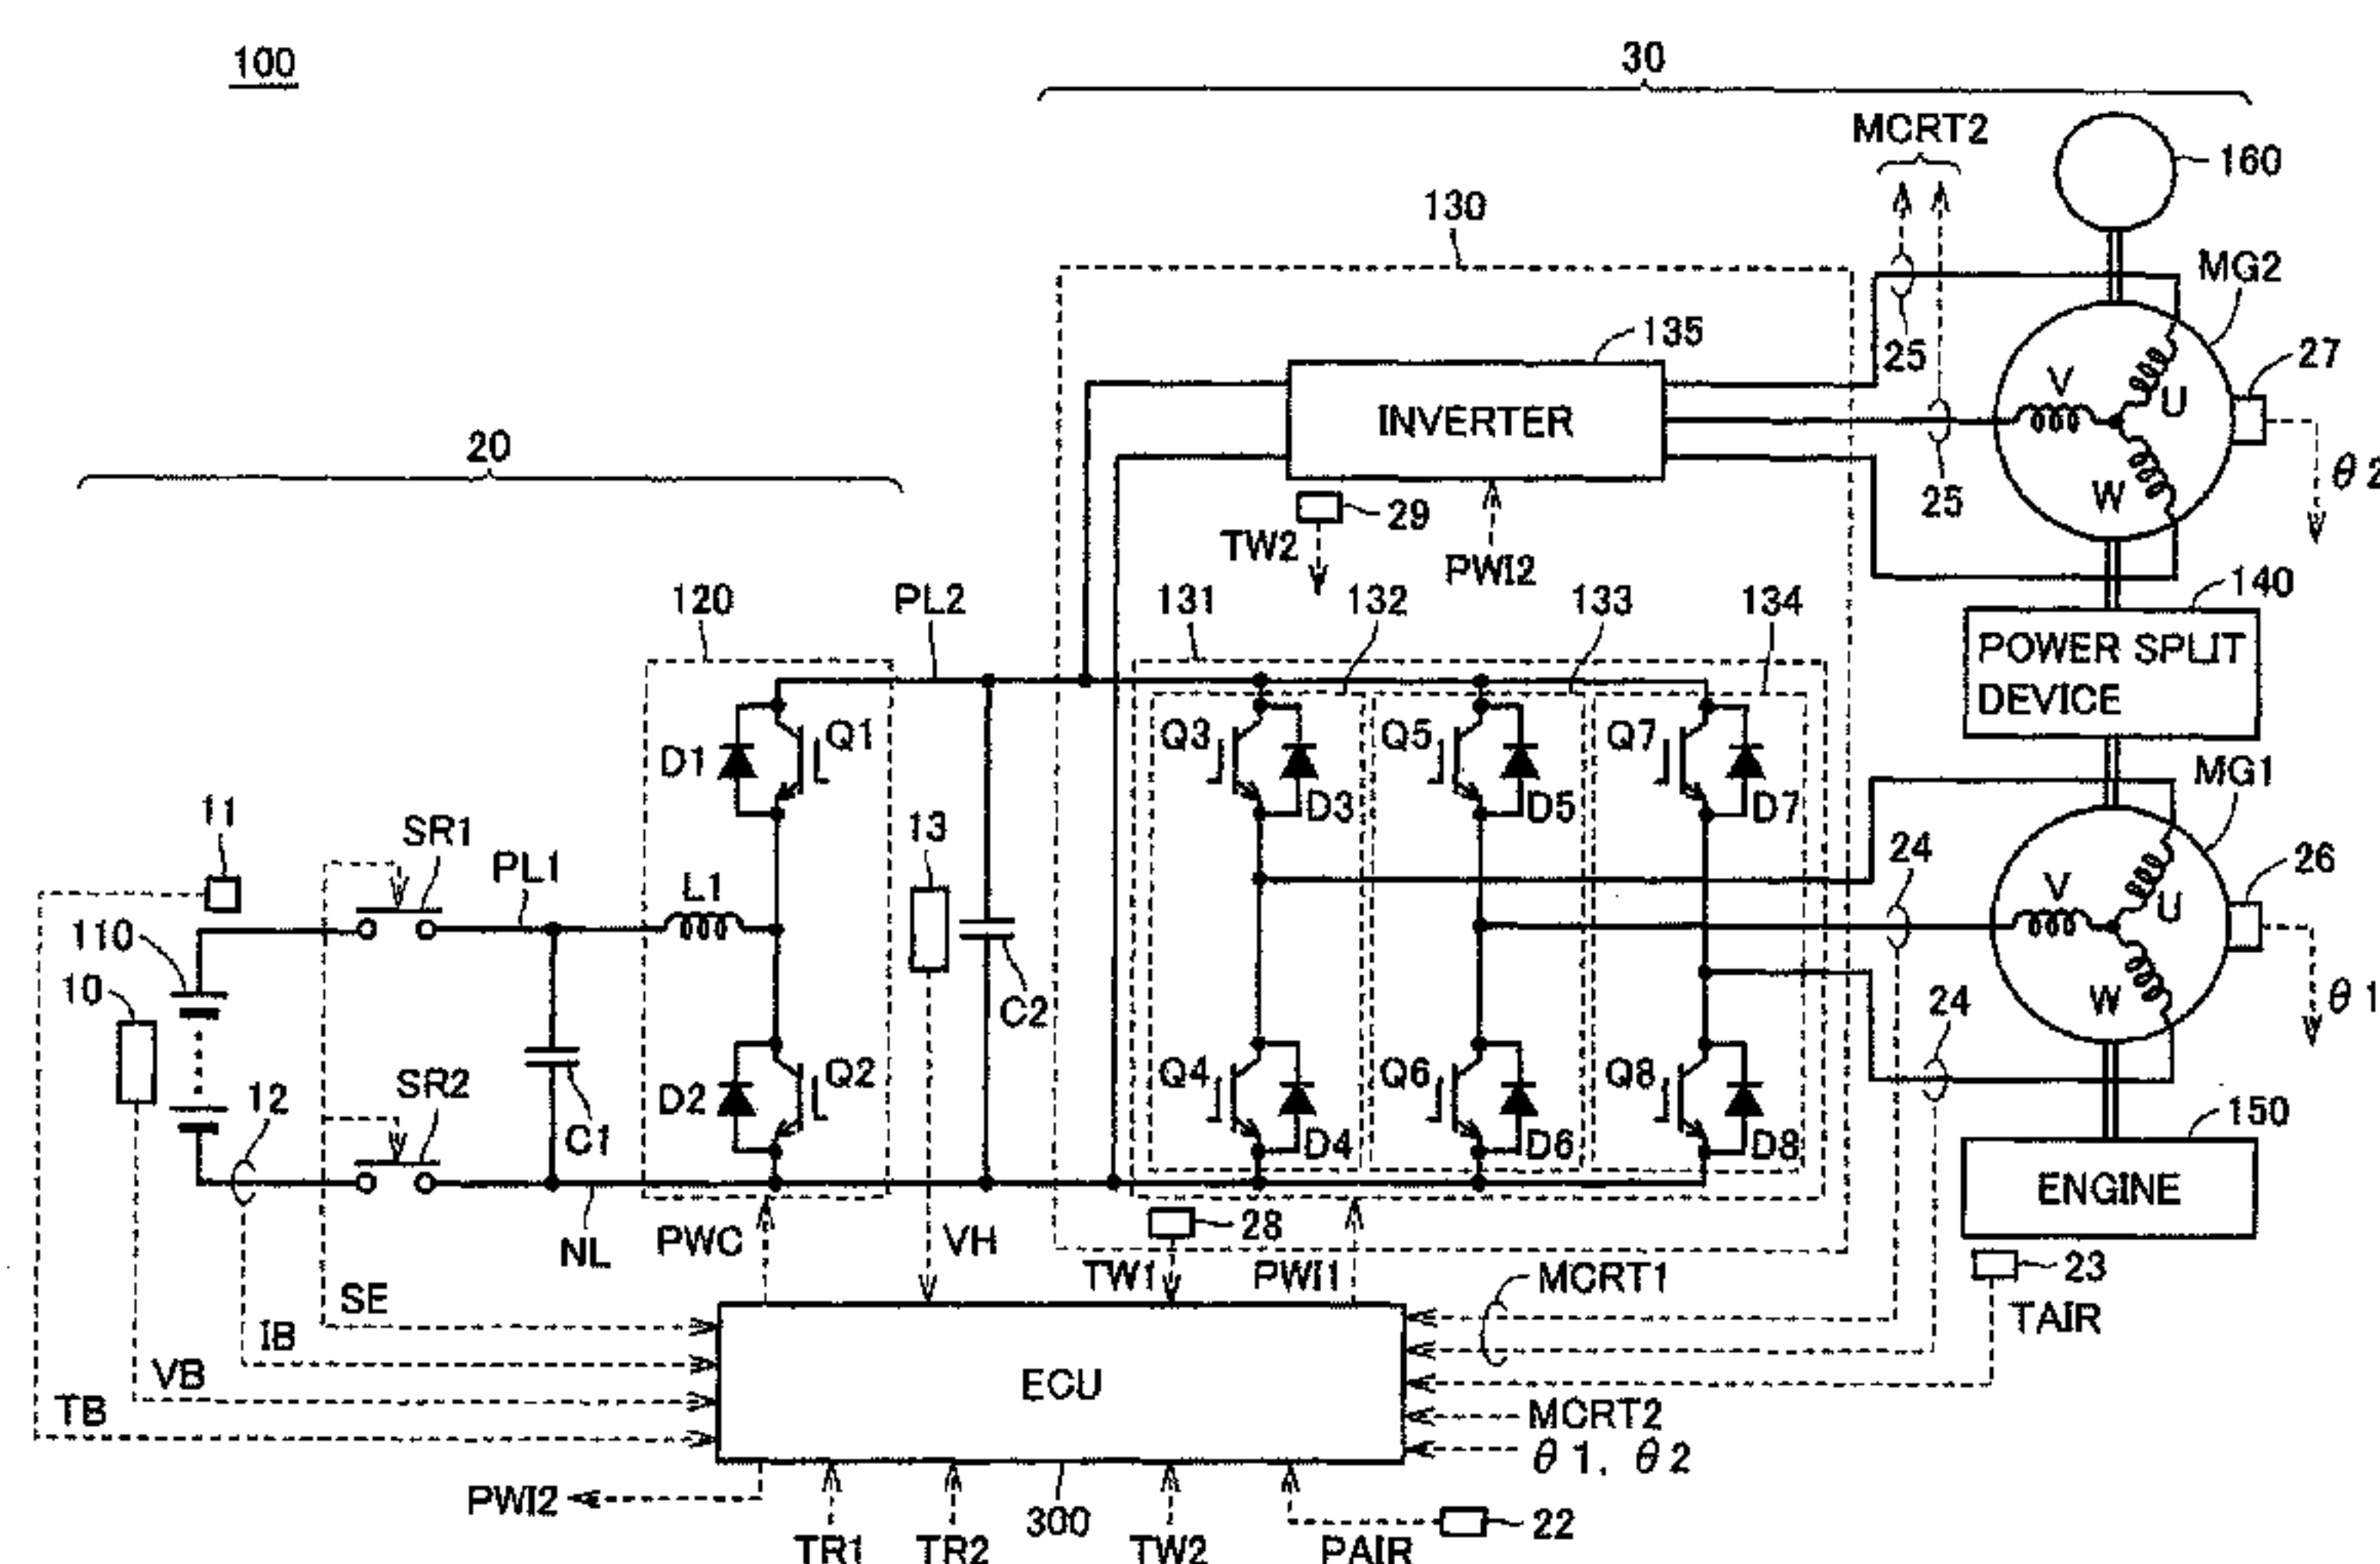 100
30
MCRT2
160
130
MG2
135
25
27
V
U
INVERTER
20
W
θ2
25
29
TW2
PWI2
140
120
PL2
131
132
133
134
POWER SPLIT
DEVICE
Q1
D1
Q3
D3
Q5
D5
Q7
D7
MG1
11
SR1
13
24
26
PL1
L1
V
U
110
10
C2
W
θ1
24
SR2
12
C1
D2
Q2
Q4
D4
Q6
D6
Q8
D8
150
ENGINE
NL
PWC
VH
28
TW1
PWI1
MCRT1
23
TAIR
SE
IB
VB
TB
ECU
MCRT2
θ1, θ2
PWI2
300
22
TR1
TR2
TW2
PAIR